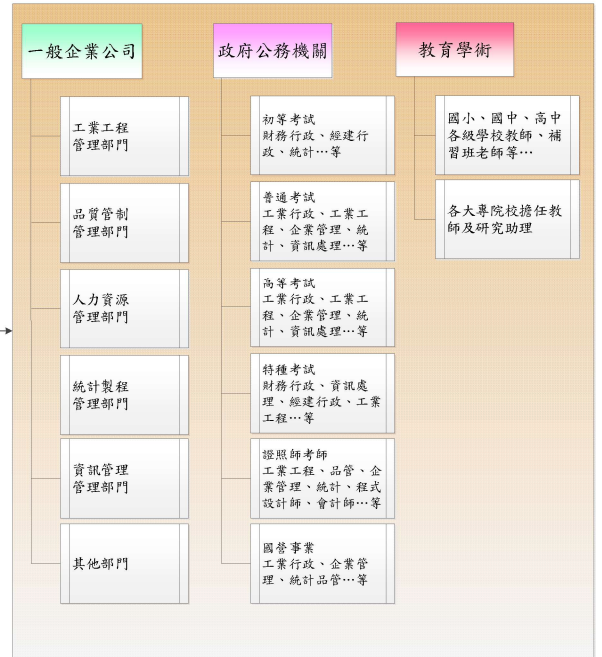 一般企業公司
工業工程
管理部門
品質管制
管理部門
人力資源
管理部門
統計製程
管理部門
資訊管理
管理部門
其他部門
政府公務機關
初等考試
財務行政、經建行
政、統計…等
普通考試
工業行政、工業工
程、企業管理、統
計、資訊處理…等
高等考試
工業行政、工業工
程、企業管理、統
計、資訊處理…等
特種考試
財務行政、資訊處
理、經建行政、工業
工程…等
證照師考師
工業工程、品管、企
業管理、統計、程式
設計師、會計師…等
國營事業
工業行政、企業管
理、統計品管…等
教育學術
國小、國中、高中
各級學校教師、補
習班老師等…
各大專院校擔任教
師及研究助理